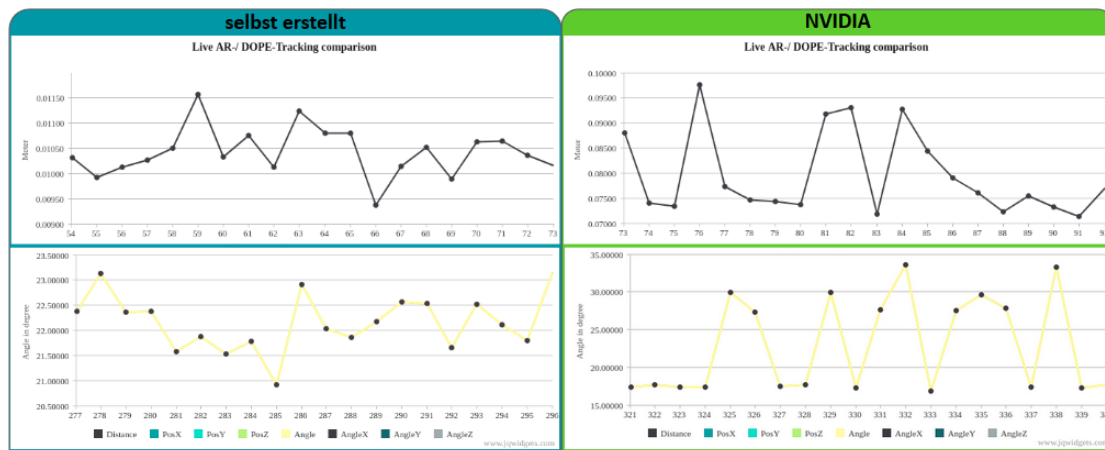 selbst erstellt
Live AR-/ DOPE-Tracking comparison
Meter
0.01150
0.01100
0.01050
0.01000
0.00950
0.00900
54 55 56 57 58 59 60 61 62 63 64 65 66 67 68 69 70 71 72 73
Angle in degree
23.50000
23.00000
22.50000
22.00000
21.50000
21.00000
20.50000
277 278 279 280 281 282 283 284 285 286 287 288 289 290 291 292 293 294 295 296
Distance PosX PosY PosZ Angle AngleX AngleY AngleZ
www.jqwidgets.com
NVIDIA
Live AR-/ DOPE-Tracking comparison
Meter
0.10000
0.09500
0.09000
0.08500
0.08000
0.07500
0.07000
73 74 75 76 77 78 79 80 81 82 83 84 85 86 87 88 89 90 91
Angle in degree
35.00000
30.00000
25.00000
20.00000
15.00000
321 322 323 324 325 326 327 328 329 330 331 332 333 334 335 336 337 338 339
Distance PosX PosY PosZ Angle AngleX AngleY AngleZ
www.jqwidgets.com